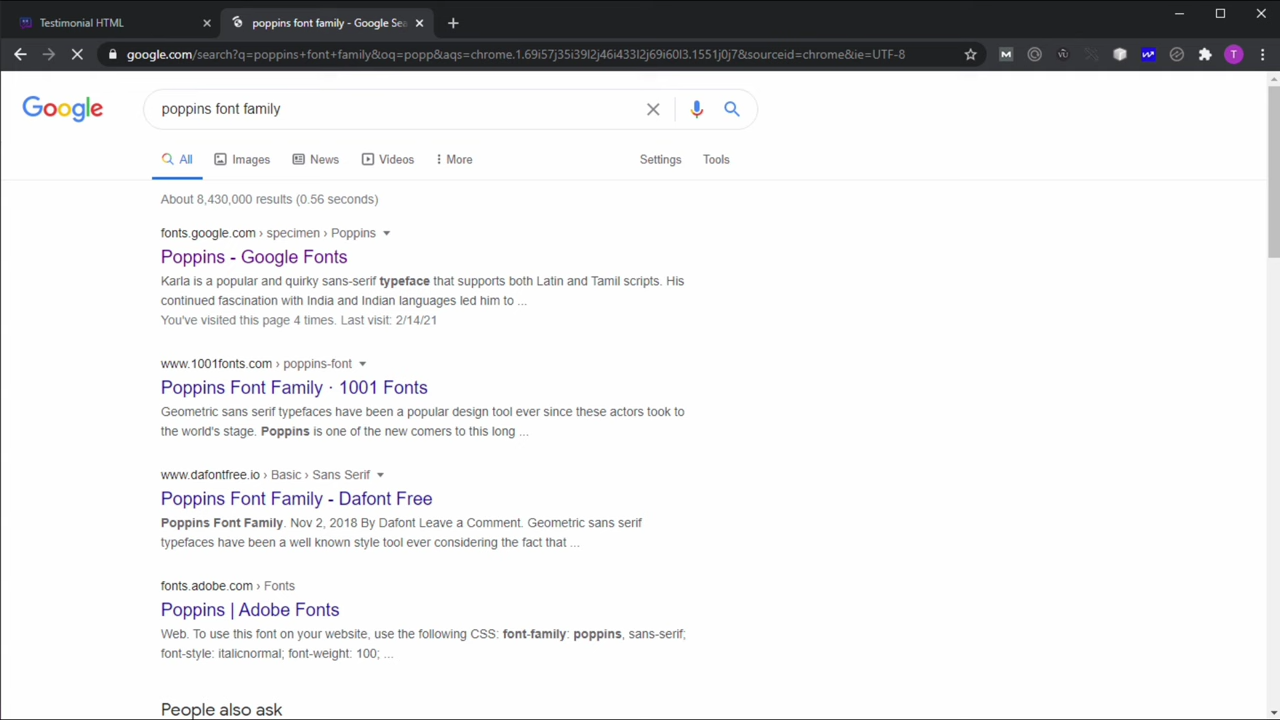 Testimonial HTML
poppins font family - Google Sea
google.com/search?q=poppins+font+family&oq=popp&aqs=chrome.1.69i57j35i39l2j46i433l2j69i60l3.1551j0j7&sourceid=chrome&ie=UTF-8
M
T
Google
poppins font family
All
Images
News
Videos
More
Settings
Tools
About 8,430,000 results (0.56 seconds)
fonts.google.com › specimen › Poppins
Poppins - Google Fonts
Karla is a popular and quirky sans-serif typeface that supports both Latin and Tamil scripts. His
continued fascination with India and Indian languages led him to ...
You've visited this page 4 times. Last visit: 2/14/21
www.1001fonts.com › poppins-font
Poppins Font Family · 1001 Fonts
Geometric sans serif typefaces have been a popular design tool ever since these actors took to
the world's stage. Poppins is one of the new comers to this long ...
www.dafontfree.io › Basic › Sans Serif
Poppins Font Family - Dafont Free
Poppins Font Family. Nov 2, 2018 By Dafont Leave a Comment. Geometric sans serif
typefaces have been a well known style tool ever considering the fact that ...
fonts.adobe.com › Fonts
Poppins | Adobe Fonts
Web. To use this font on your website, use the following CSS: font-family: poppins, sans-serif;
font-style: italicnormal; font-weight: 100; ...
People also ask